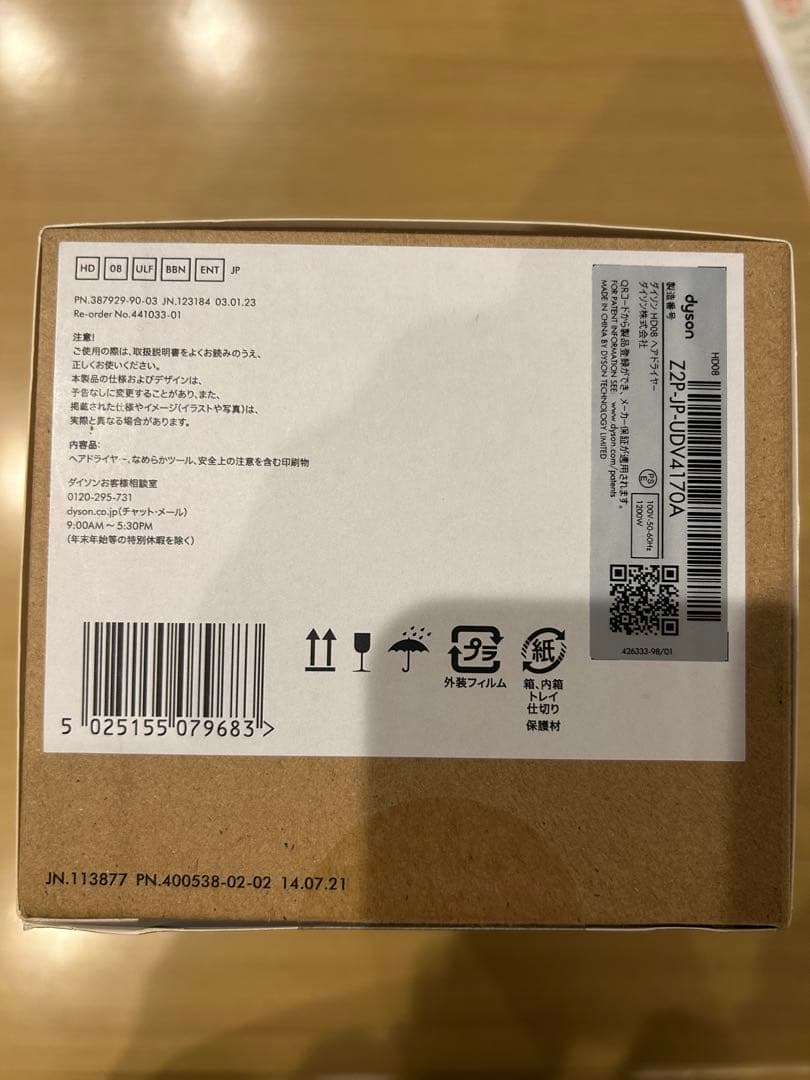 HD 08 ULF BBN ENT JP
PN.387929-90-03 JN.123184 03.01.23
Re-order No.441033-01
注意!
ご使用の際は、取扱説明書をよくお読みのうえ、
正しくお使いください。
本製品の仕様およびデザインは、
予告なしに変更することがあり、また、
掲載された仕様やイメージ(イラストや写真)は、
実際と異なる場合があります。
内容品:
ヘアドライヤー、なめらかツール、安全上の注意を含む印刷物
ダイソンお客様相談室
0120-295-731
dyson.co.jp(チャット・メール)
9:00AM～5:30PM
(年末年始等の特別休暇を除く)
5 025155 079683 >
外装フィルム
プラ
紙
箱、内箱
トレイ
仕切り
保護材
HD08
dyson
製造番号 Z2P-JP-UDV4170A
ダイソン HD08 ヘアドライヤー
ダイソン株式会社
PS
E
100V-50-60Hz
1200W
QRコードから製品登録ができ、メーカー保証が適用されます。
FOR PATENT INFORMATION SEE: www.dyson.com/patents
MADE IN CHINA BY DYSON TECHNOLOGY LIMITED
426333-98/01
JN.113877 PN.400538-02-02 14.07.21